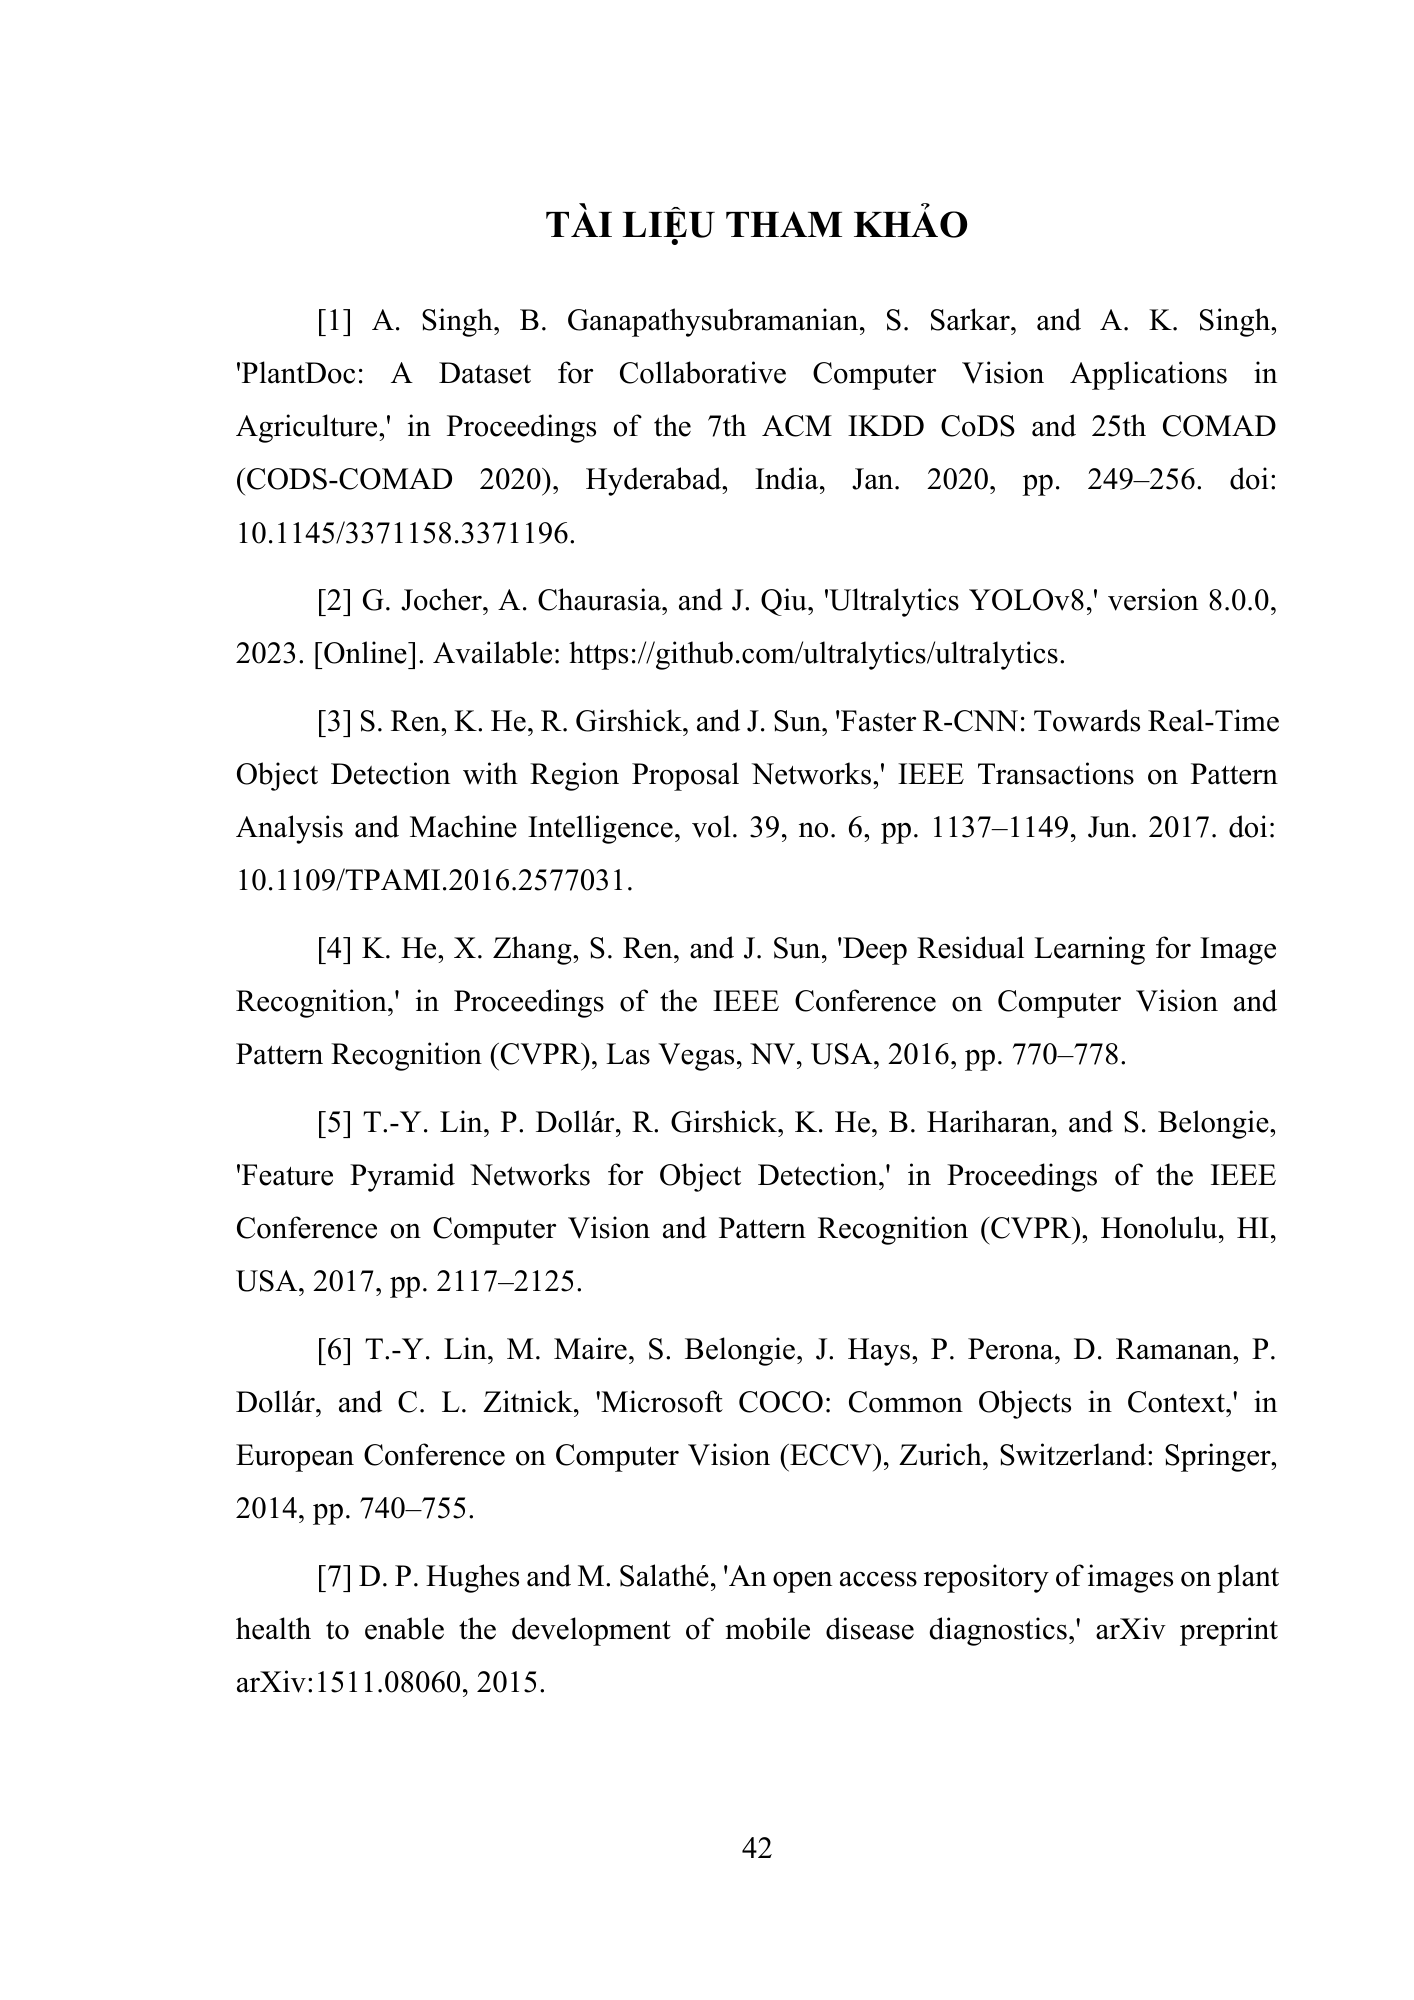 TÀI LIỆU THAM KHẢO
[1] A. Singh, B. Ganapathysubramanian, S. Sarkar, and A. K. Singh,
'PlantDoc: A Dataset for Collaborative Computer Vision Applications in
Agriculture,' in Proceedings of the 7th ACM IKDD CoDS and 25th COMAD
(CODS-COMAD 2020), Hyderabad, India, Jan. 2020, pp. 249–256. doi:
10.1145/3371158.3371196.
[2] G. Jocher, A. Chaurasia, and J. Qiu, 'Ultralytics YOLOv8,' version 8.0.0,
2023. [Online]. Available: https://github.com/ultralytics/ultralytics.
[3] S. Ren, K. He, R. Girshick, and J. Sun, 'Faster R-CNN: Towards Real-Time
Object Detection with Region Proposal Networks,' IEEE Transactions on Pattern
Analysis and Machine Intelligence, vol. 39, no. 6, pp. 1137–1149, Jun. 2017. doi:
10.1109/TPAMI.2016.2577031.
[4] K. He, X. Zhang, S. Ren, and J. Sun, 'Deep Residual Learning for Image
Recognition,' in Proceedings of the IEEE Conference on Computer Vision and
Pattern Recognition (CVPR), Las Vegas, NV, USA, 2016, pp. 770–778.
[5] T.-Y. Lin, P. Dollár, R. Girshick, K. He, B. Hariharan, and S. Belongie,
'Feature Pyramid Networks for Object Detection,' in Proceedings of the IEEE
Conference on Computer Vision and Pattern Recognition (CVPR), Honolulu, HI,
USA, 2017, pp. 2117–2125.
[6] T.-Y. Lin, M. Maire, S. Belongie, J. Hays, P. Perona, D. Ramanan, P.
Dollár, and C. L. Zitnick, 'Microsoft COCO: Common Objects in Context,' in
European Conference on Computer Vision (ECCV), Zurich, Switzerland: Springer,
2014, pp. 740–755.
[7] D. P. Hughes and M. Salathé, 'An open access repository of images on plant
health to enable the development of mobile disease diagnostics,' arXiv preprint
arXiv:1511.08060, 2015.
42